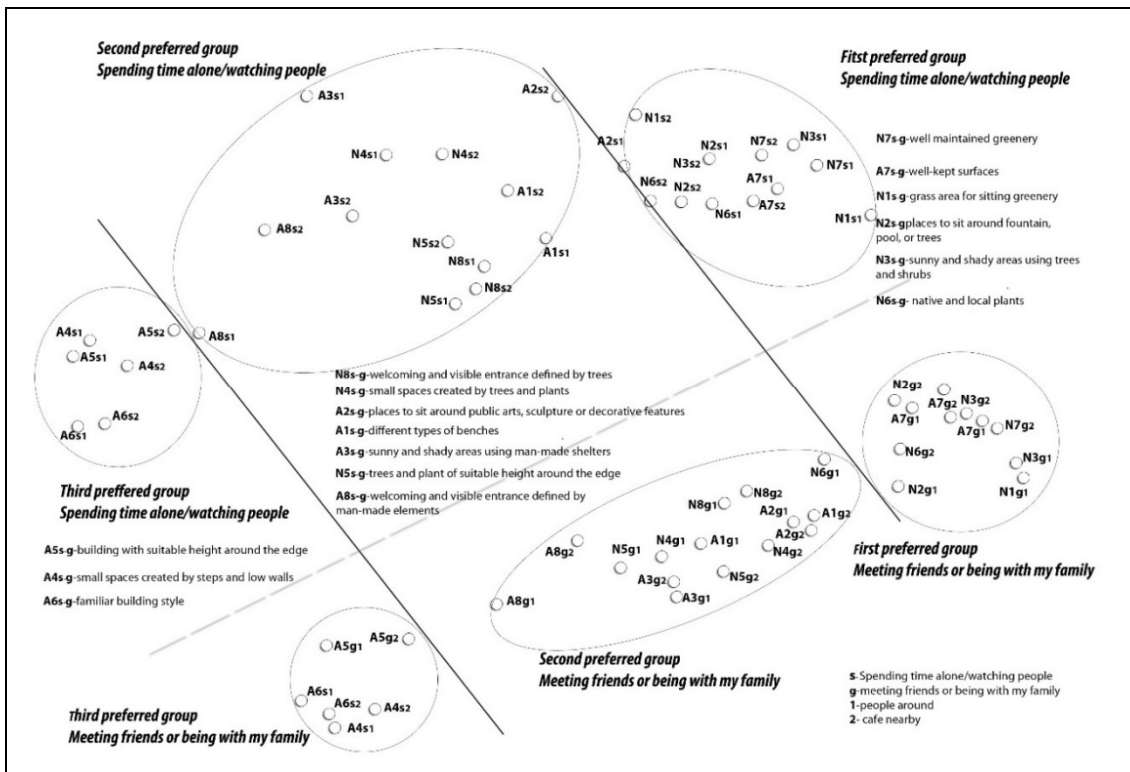 Second preferred group
Spending time alone/watching people
A3s1
A2s2
N4s1
N4s2
A1s2
A3s2
A8s2
N5s2
A1s1
N8s1
N8s2
N5s1
Fitst preferred group
Spending time alone/watching people
N1s2
A2s1
N2s1
N7s2
N3s1
N3s2
N7s1
N6s2
N2s2
A7s1
N6s1
A7s2
N1s1
N7s-g-well maintained greenery
A7s-g-well-kept surfaces
N1s-g-grass area for sitting greenery
N2s-g places to sit around fountain,
pool, or trees
N3s-g-sunny and shady areas using trees
and shrubs
N6s-g- native and local plants
A4s1
A5s2
A8s1
A5s1
A4s2
A6s2
A6s1
N8s-g-welcoming and visible entrance defined by trees
N4s-g-small spaces created by trees and plants
A2s-g-places to sit around public arts, sculpture or decorative features
A1s-g-different types of benches
A3s-g-sunny and shady areas using man-made shelters
N5s-g-trees and plant of suitable height around the edge
A8s-g-welcoming and visible entrance defined by
man-made elements
Third preffered group
Spending time alone/watching people
A5s-g-building with suitable height around the edge
A4s-g-small spaces created by steps and low walls
A6s-g-familiar building style
N2g2
A7g2
N3g2
A7g1
A7g1
N7g2
N6g2
N3g1
N2g1
N1g1
First preferred group
Meeting friends or being with my family
N6g1
N8g2
N8g1
A2g1
A1g2
A8g2
N5g1
N4g1
A1g1
A2g2
N4g2
A3g2
N5g2
A3g1
A8g1
Second preferred group
Meeting friends or being with my family
A5g1
A5g2
A6s1
A6s2
A4s2
A4s1
Third preferred group
Meeting friends or being with my family
s-Spending time alone/watching people
g-meeting friends or being with my family
1-people around
2- cafe nearby